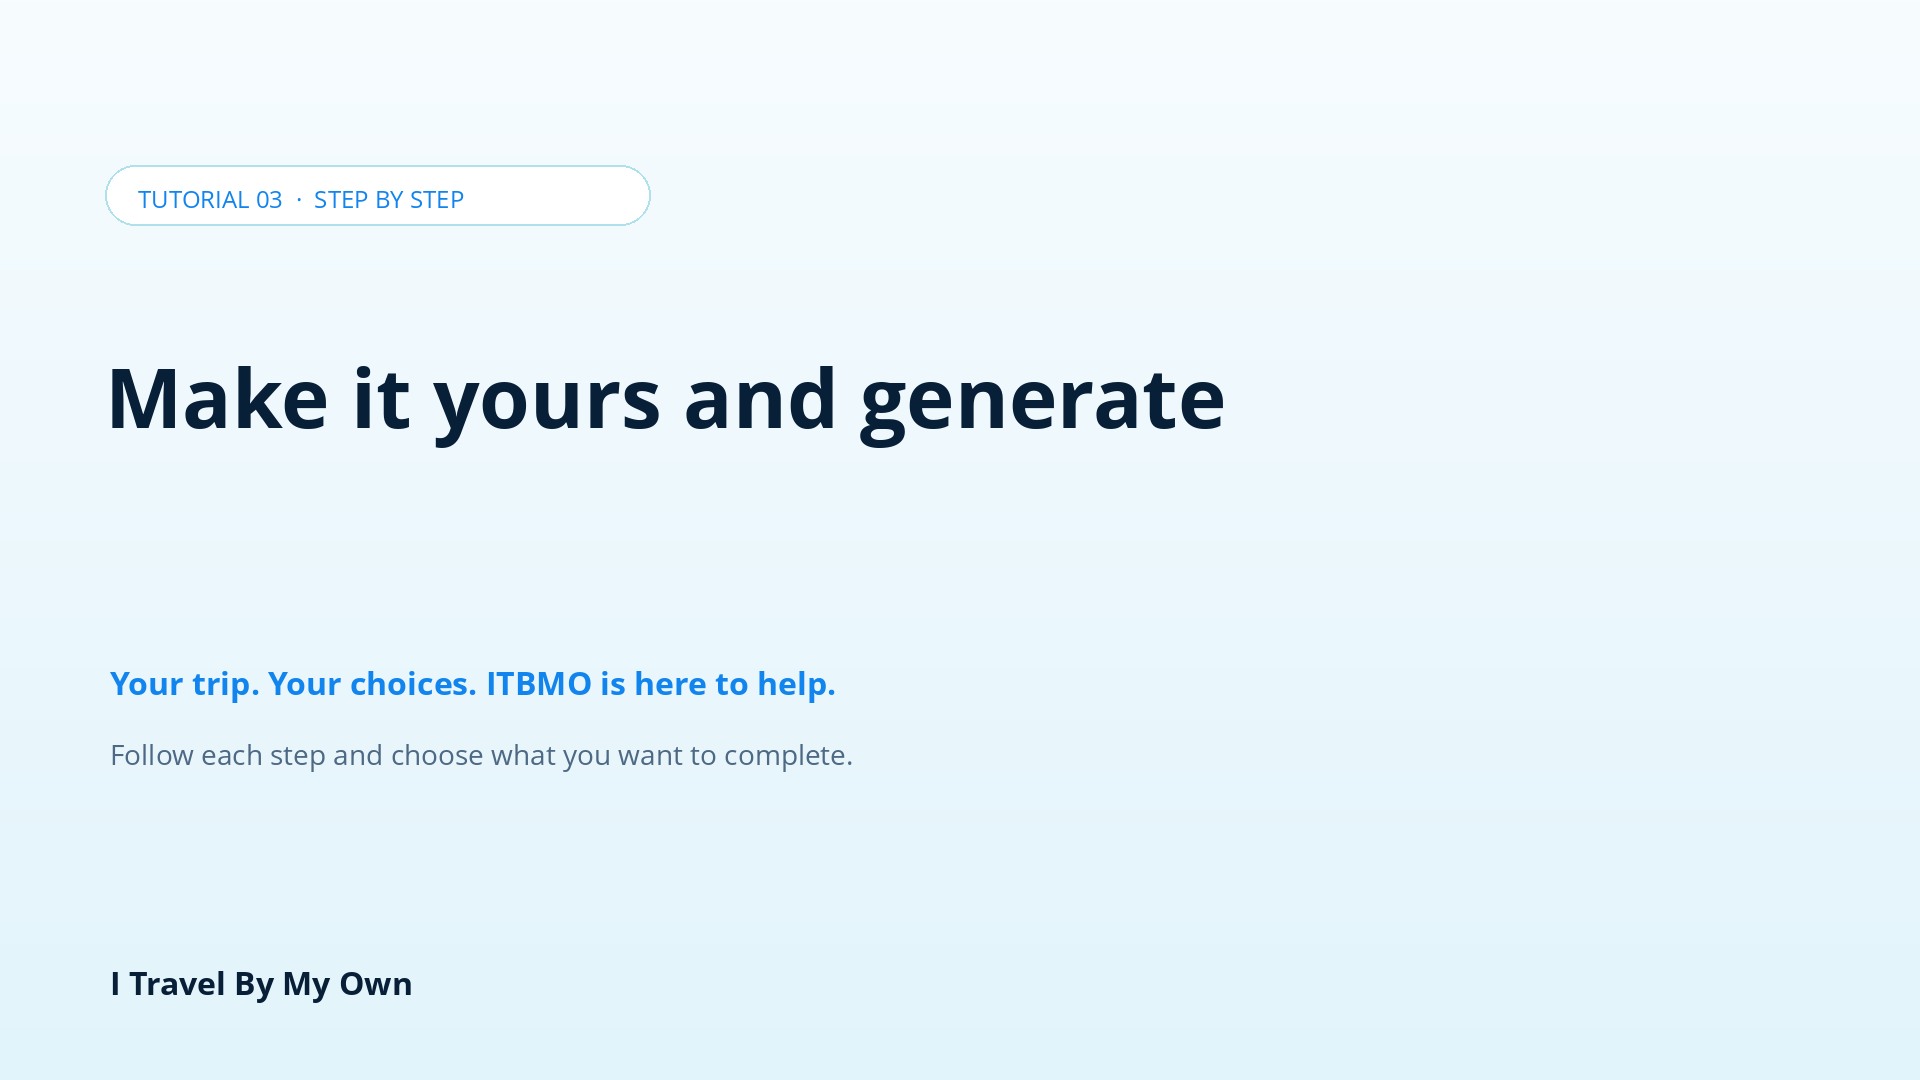 TUTORIAL 03 · STEP BY STEP
Make it yours and generate
Your trip. Your choices. ITBMO is here to help.
Follow each step and choose what you want to complete.
I Travel By My Own